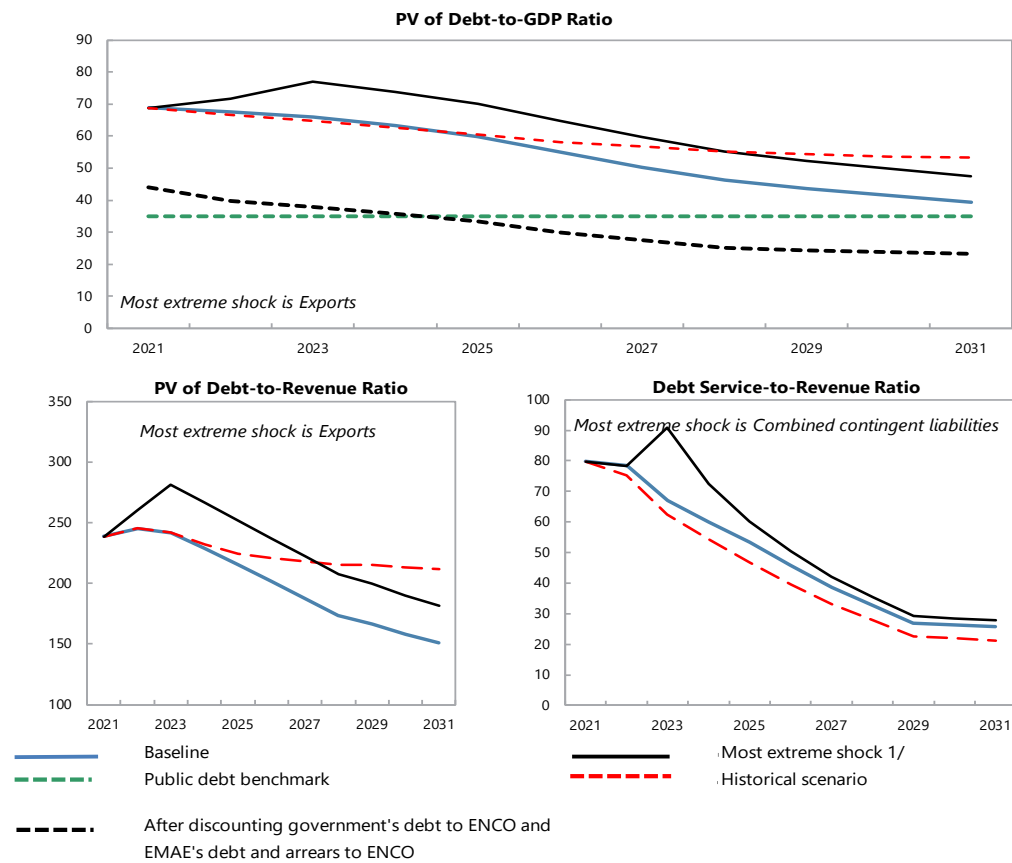 PV of Debt-to-GDP Ratio
90
80
70
60
50
40
30
20
10
0
Most extreme shock is Exports
2021 2023 2025 2027 2029 2031
PV of Debt-to-Revenue Ratio
350
300
250
200
150
100
Most extreme shock is Exports
2021 2023 2025 2027 2029 2031
Debt Service-to-Revenue Ratio
100
90
80
70
60
50
40
30
20
10
0
Most extreme shock is Combined contingent liabilities
2021 2023 2025 2027 2029 2031
Baseline
Public debt benchmark
After discounting government's debt to ENCO and
EMAE's debt and arrears to ENCO
Most extreme shock 1/
Historical scenario